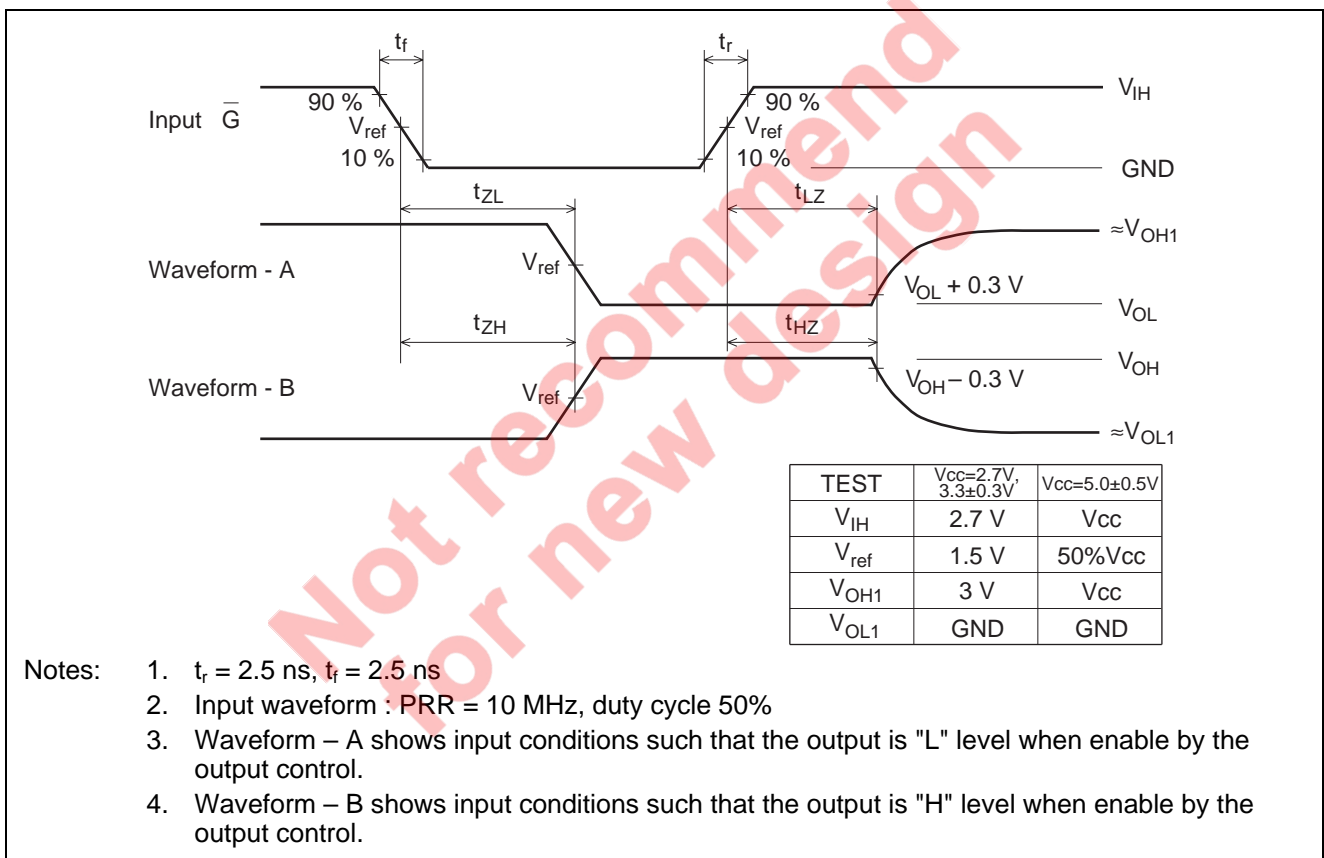 tf
tr
90 %
Vref
10 %
90 %
Vref
10 %
VIH
GND
Input G̅
tZL
tLZ
Waveform - A
Vref
VOL + 0.3 V
≈VOH1
VOL
tZH
tHZ
Waveform - B
Vref
VOH – 0.3 V
VOH
≈VOL1
TEST Vcc=2.7V, 3.3±0.3V Vcc=5.0±0.5V
VIH 2.7 V Vcc
Vref 1.5 V 50%Vcc
VOH1 3 V Vcc
VOL1 GND GND
Notes: 1. tr = 2.5 ns, tf = 2.5 ns
2. Input waveform : PRR = 10 MHz, duty cycle 50%
3. Waveform – A shows input conditions such that the output is "L" level when enable by the
output control.
4. Waveform – B shows input conditions such that the output is "H" level when enable by the
output control.
Not recommend
for new design